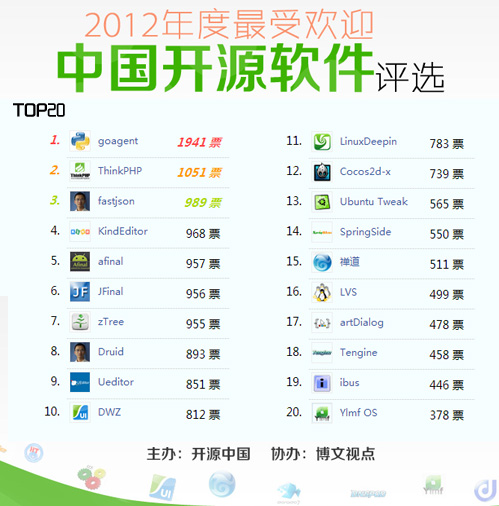 2012年度最受欢迎
中国开源软件评选
TOP20
1. goagent 1941 票
2. ThinkPHP 1051 票
3. fastjson 989 票
4. KindEditor 968 票
5. afinal 957 票
6. JFinal 956 票
7. zTree 955 票
8. Druid 893 票
9. Ueditor 851 票
10. DWZ 812 票
11. LinuxDeepin 783 票
12. Cocos2d-x 739 票
13. Ubuntu Tweak 565 票
14. SpringSide 550 票
15. 禅道 511 票
16. LVS 499 票
17. artDialog 478 票
18. Tengine 458 票
19. ibus 446 票
20. Ylmf OS 378 票
主办：开源中国 协办：博文视点